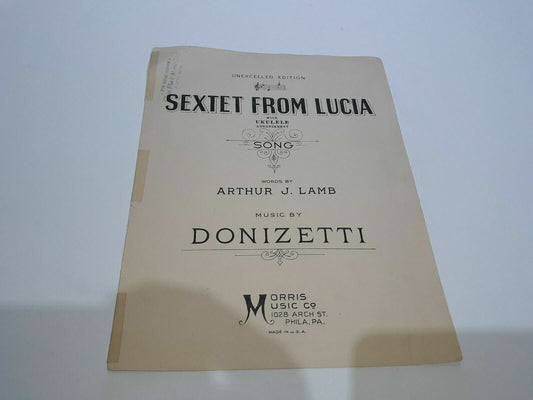 UNEXCELLED EDITION
SEXTET FROM LUCIA
WITH
UKULELE
ARRANGEMENT
SONG
WORDS BY
ARTHUR J. LAMB
MUSIC BY
DONIZETTI
MORRIS
MUSIC CO
1028 ARCH ST.
PHILA, PA.
MADE IN U.S.A.